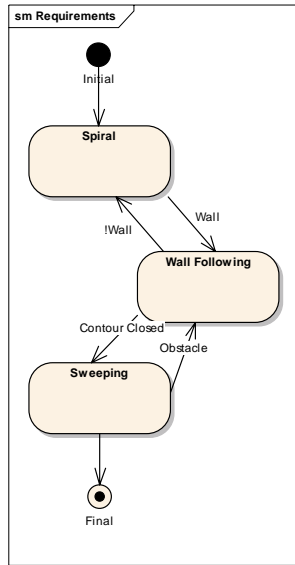 sm Requirements
Initial
Spiral
!Wall
Wall
Wall Following
Contour Closed
Obstacle
Sweeping
Final